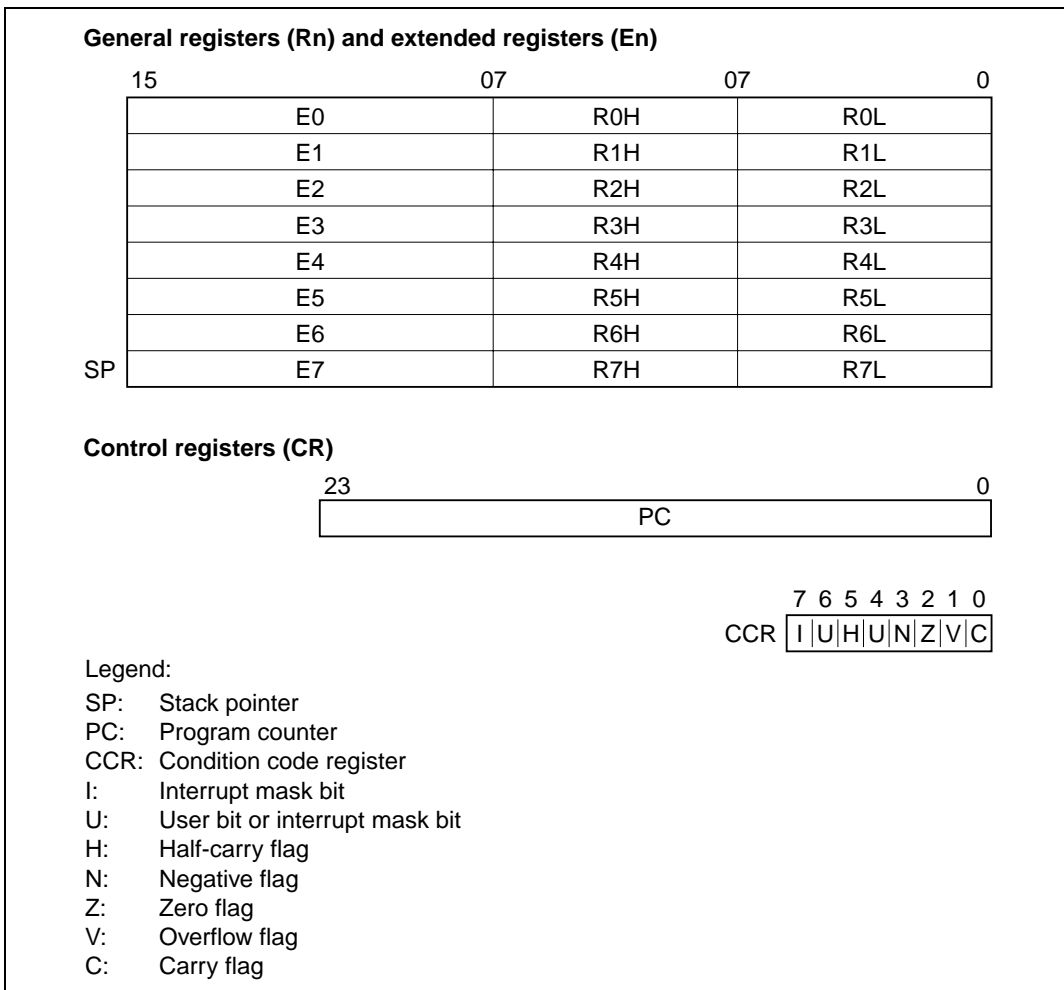 General registers (Rn) and extended registers (En)
15 07 07 0
E0 R0H R0L
E1 R1H R1L
E2 R2H R2L
E3 R3H R3L
E4 R4H R4L
E5 R5H R5L
E6 R6H R6L
SP E7 R7H R7L
Control registers (CR)
23 0
PC
7 6 5 4 3 2 1 0
CCR I U H U N Z V C
Legend:
SP: Stack pointer
PC: Program counter
CCR: Condition code register
I: Interrupt mask bit
U: User bit or interrupt mask bit
H: Half-carry flag
N: Negative flag
Z: Zero flag
V: Overflow flag
C: Carry flag